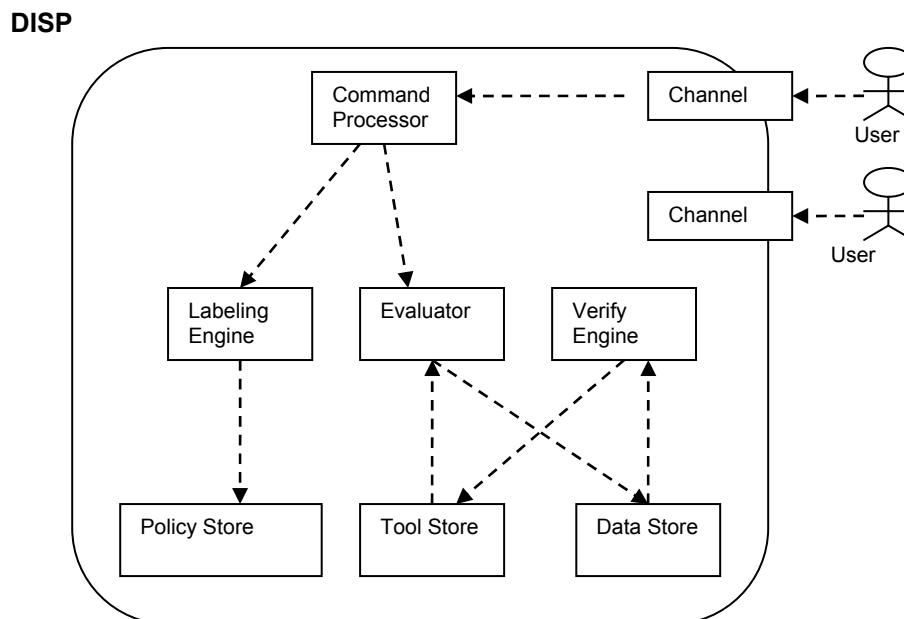 DISP
Command
Processor
Channel
User
Channel
User
Labeling
Engine
Evaluator
Verify
Engine
Policy Store
Tool Store
Data Store